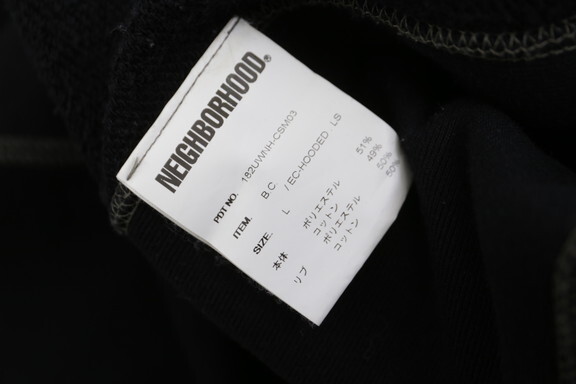 NEIGHBORHOOD®
PDT NO. 182UWNH-CSM03
ITEM. B.C. /EC-HOODED LS
SIZE. L
本体 ポリエステル 51%
コットン 49%
リブ ポリエステル 50%
コットン 50%